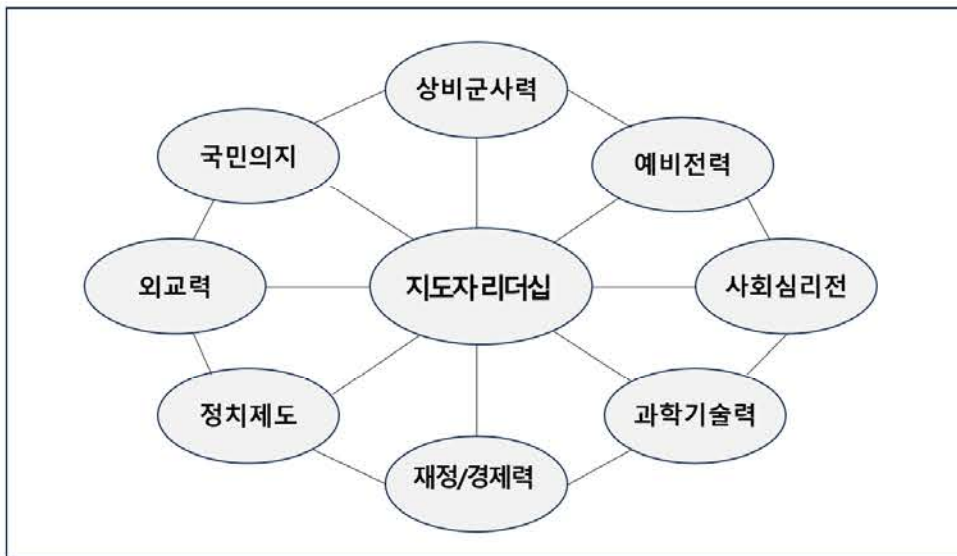 상비군사력
국민의지
예비전력
외교력
지도자 리더십
사회심리전
정치제도
과학기술력
재정/경제력